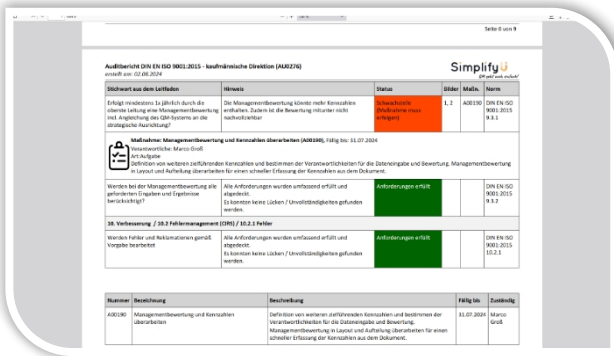 Seite 6 von 9
Auditbericht DIN EN ISO 9001:2015 - kaufmännische Direktion (AU0276)
erstellt am: 02.08.2024
Simplify
QM geht auch einfach!
Stichwort aus dem Leitfaden Hinweis Status Bilder Maßn. Norm
Erfolgt mindestens 1x jährlich durch die Die Managementbewertung könnte mehr Kennzahlen Schwachstelle 1, 2 A00190 DIN EN ISO
oberste Leitung eine Managementbewertung enthalten. Zudem ist die Bewertung mitunter nicht (Maßnahme muss 9001:2015
incl. Angleichung des QM-Systems an die nachvollziehbar erfolgen) 9.3.1
strategische Ausrichtung?
Maßnahme: Managementbewertung und Kennzahlen überarbeiten (A00190), Fällig bis: 31.07.2024
Verantwortliche: Marco Groß
Art: Aufgabe
Definition von weiteren zielführenden Kennzahlen und bestimmen der Verantwortlichkeiten für die Dateneingabe und Bewertung. Managementbewertung
in Layout und Aufteilung überarbeiten für einen schneller Erfassung der Kennzahlen aus dem Dokument.
Werden bei der Managementbewertung alle Alle Anforderungen wurden umfassend erfüllt und Anforderungen erfüllt DIN EN ISO
geforderten Eingaben und Ergebnisse abgedeckt. 9001:2015
berücksichtigt? Es konnten keine Lücken / Unvollständigkeiten gefunden 9.3.2
werden.
10. Verbesserung / 10.2 Fehlermanagement (CIRS) / 10.2.1 Fehler
Werden Fehler und Reklamationen gemäß Alle Anforderungen wurden umfassend erfüllt und Anforderungen erfüllt DIN EN ISO
Vorgabe bearbeitet abgedeckt. 9001:2015
Es konnten keine Lücken / Unvollständigkeiten gefunden 10.2.1
werden.
Nummer Bezeichnung Beschreibung Fällig bis Zuständig
A00190 Managementbewertung und Kennzahlen Definition von weiteren zielführenden Kennzahlen und bestimmen der 31.07.2024 Marco
überarbeiten Verantwortlichkeiten für die Dateneingabe und Bewertung. Groß
Managementbewertung in Layout und Aufteilung überarbeiten für einen
schneller Erfassung der Kennzahlen aus dem Dokument.